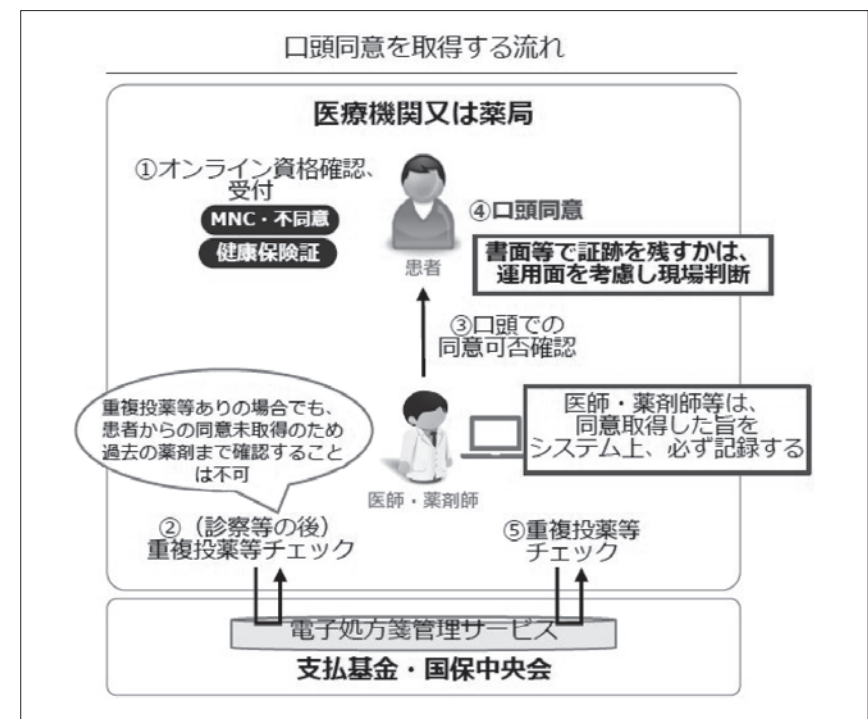 口頭同意を取得する流れ
医療機関又は薬局
①オンライン資格確認、
受付
MNC・不同意
健康保険証
患者
④口頭同意
書面等で証跡を残すかは、
運用面を考慮し現場判断
③口頭での
同意可否確認
重複投薬等ありの場合でも、
患者からの同意未取得のため
過去の薬剤まで確認すること
は不可
医師・薬剤師
医師・薬剤師等は、
同意取得した旨を
システム上、必ず記録する
②（診察等の後）
重複投薬等チェック
⑤重複投薬等
チェック
電子処方箋管理サービス
支払基金・国保中央会